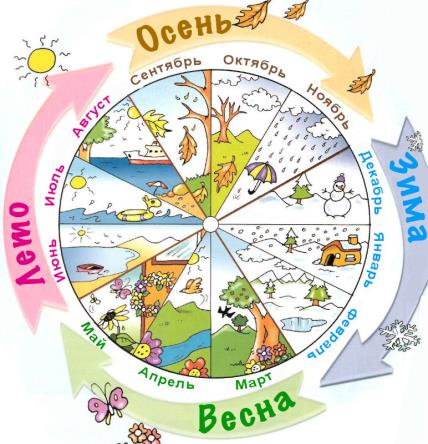 Осень
Сентябрь
Октябрь
Ноябрь
Зима
Декабрь
Январь
Февраль
Весна
Март
Апрель
Май
Лето
Июнь
Июль
Август